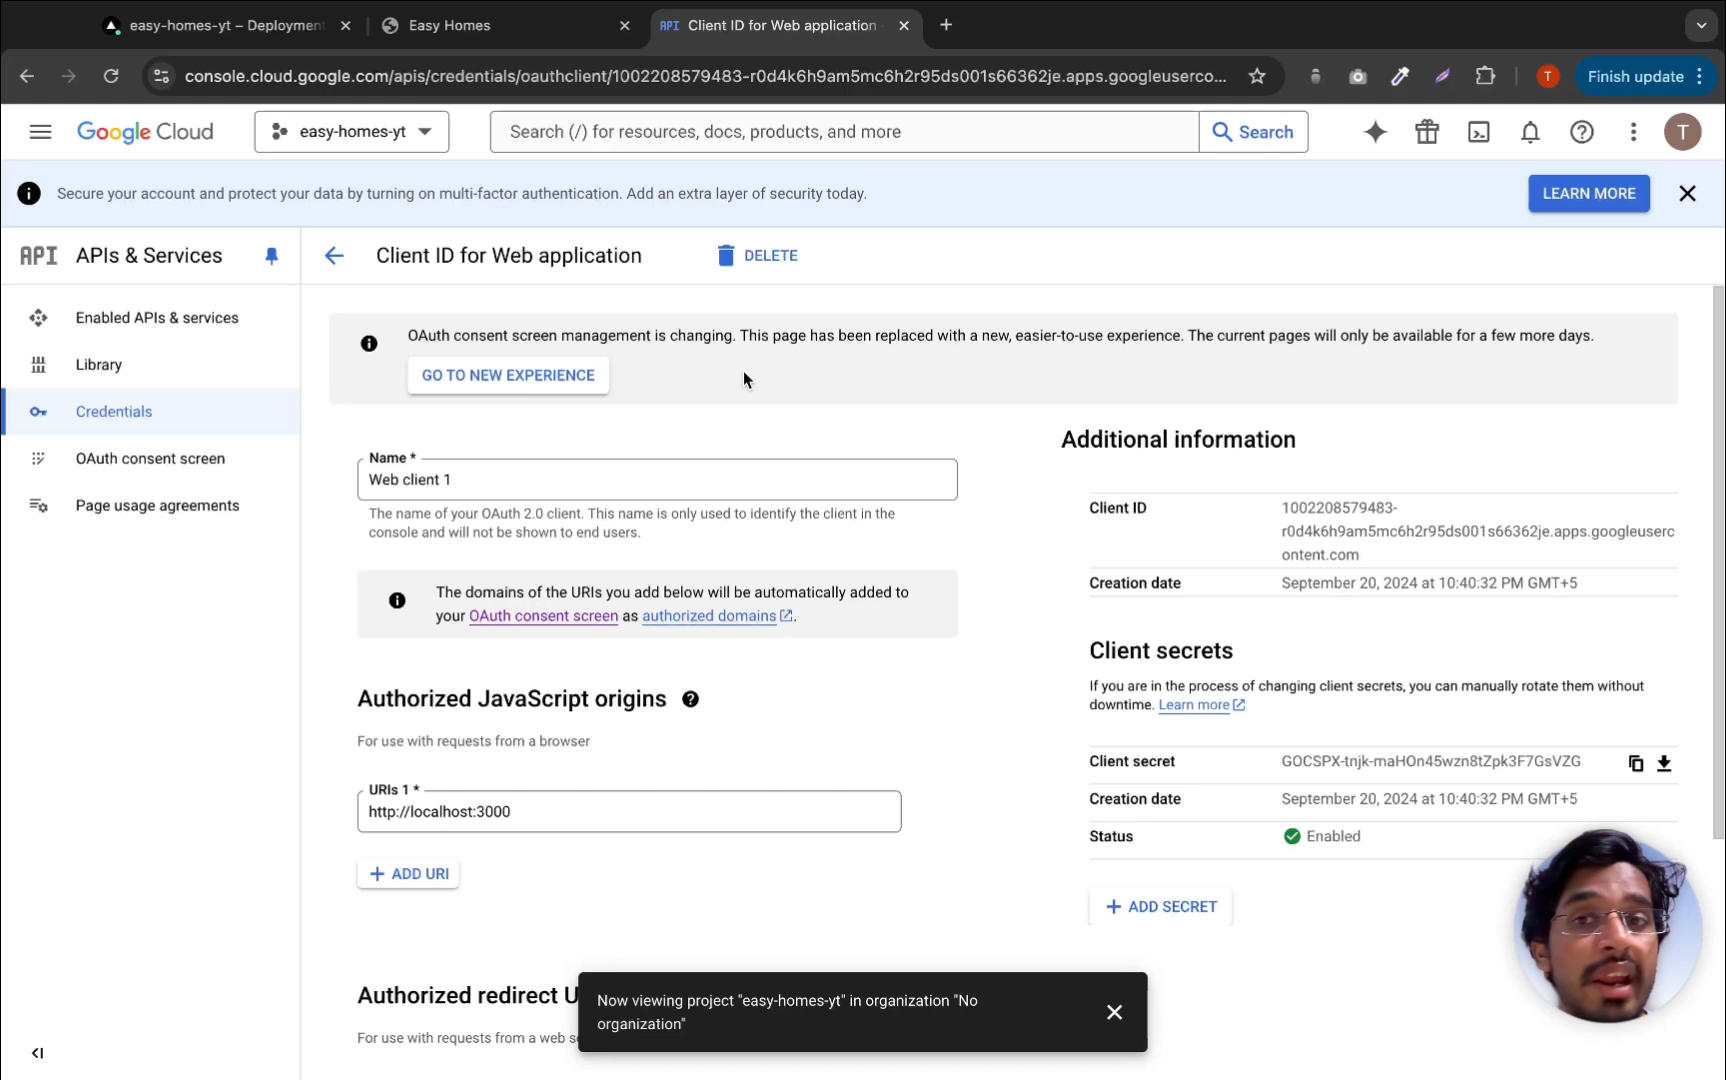 easy-homes-yt – Deployment
Easy Homes
API Client ID for Web application
console.cloud.google.com/apis/credentials/oauthclient/1002208579483-r0d4k6h9am5mc6h2r95ds001s66362je.apps.googleuserco...
T
Finish update
Google Cloud
easy-homes-yt
Search (/) for resources, docs, products, and more
Search
T
Secure your account and protect your data by turning on multi-factor authentication. Add an extra layer of security today.
LEARN MORE
API APIs & Services
Client ID for Web application
DELETE
Enabled APIs & services
Library
Credentials
OAuth consent screen
Page usage agreements
OAuth consent screen management is changing. This page has been replaced with a new, easier-to-use experience. The current pages will only be available for a few more days.
GO TO NEW EXPERIENCE
Name *
Web client 1
The name of your OAuth 2.0 client. This name is only used to identify the client in the
console and will not be shown to end users.
The domains of the URIs you add below will be automatically added to
your OAuth consent screen as authorized domains.
Authorized JavaScript origins
For use with requests from a browser
URIs 1 *
http://localhost:3000
+ ADD URI
Authorized redirect U
For use with requests from a web s
Additional information
Client ID
1002208579483-
r0d4k6h9am5mc6h2r95ds001s66362je.apps.googleuserc
ontent.com
Creation date
September 20, 2024 at 10:40:32 PM GMT+5
Client secrets
If you are in the process of changing client secrets, you can manually rotate them without
downtime. Learn more
Client secret
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
Creation date
September 20, 2024 at 10:40:32 PM GMT+5
Status
Enabled
+ ADD SECRET
Now viewing project "easy-homes-yt" in organization "No
organization"